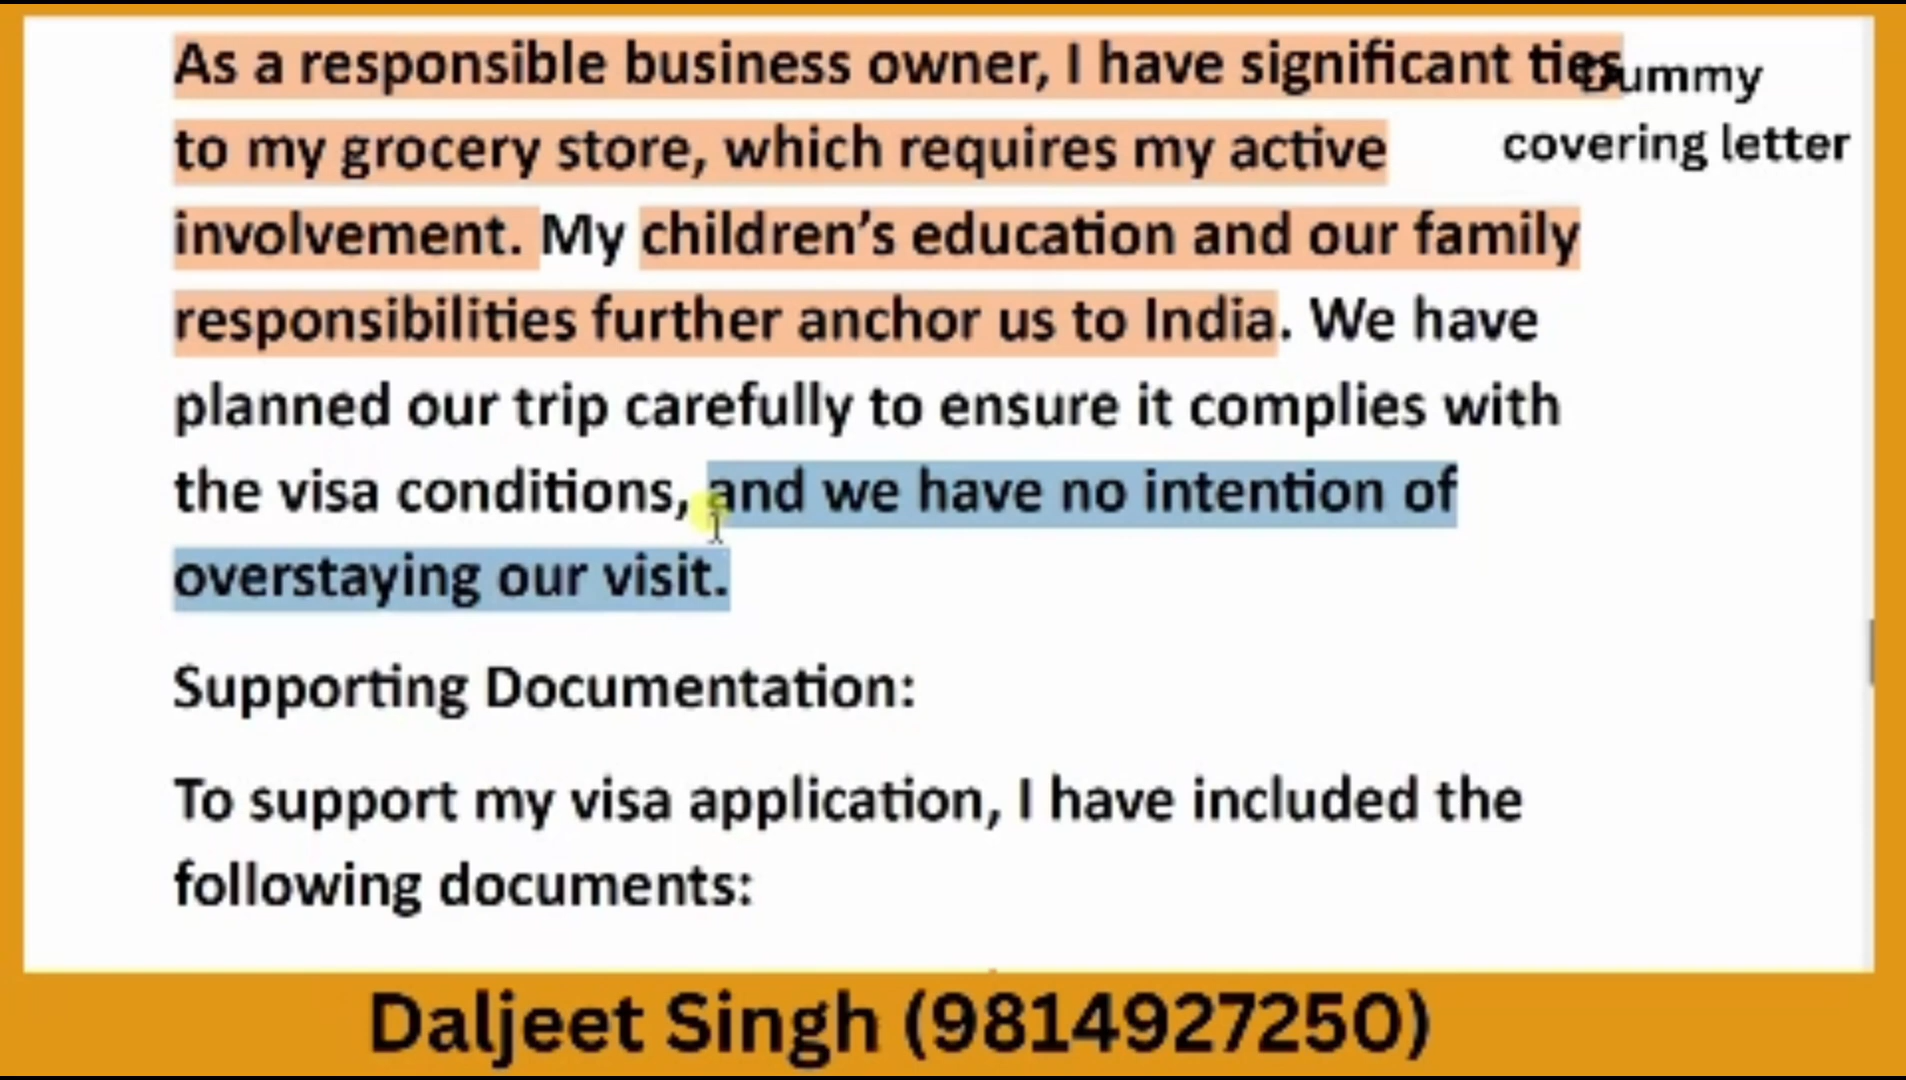 As a responsible business owner, I have significant ties
Dummy
covering letter
to my grocery store, which requires my active
involvement. My children’s education and our family
responsibilities further anchor us to India. We have
planned our trip carefully to ensure it complies with
the visa conditions, and we have no intention of
overstaying our visit.
Supporting Documentation:
To support my visa application, I have included the
following documents:
Daljeet Singh (9814927250)